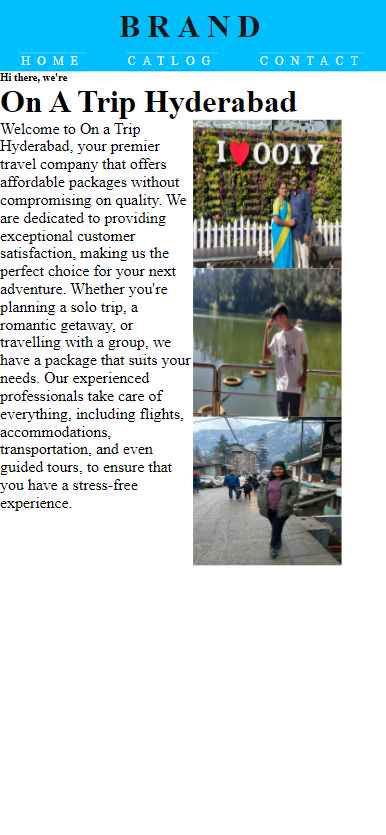 BRAND
HOME CATLOG CONTACT
Hi there, we're
On A Trip Hyderabad
Welcome to On a Trip
Hyderabad, your premier
travel company that offers
affordable packages without
compromising on quality. We
are dedicated to providing
exceptional customer
satisfaction, making us the
perfect choice for your next
adventure. Whether you're
planning a solo trip, a
romantic getaway, or
travelling with a group, we
have a package that suits your
needs. Our experienced
professionals take care of
everything, including flights,
accommodations,
transportation, and even
guided tours, to ensure that
you have a stress-free
experience.
I ❤ OOTY